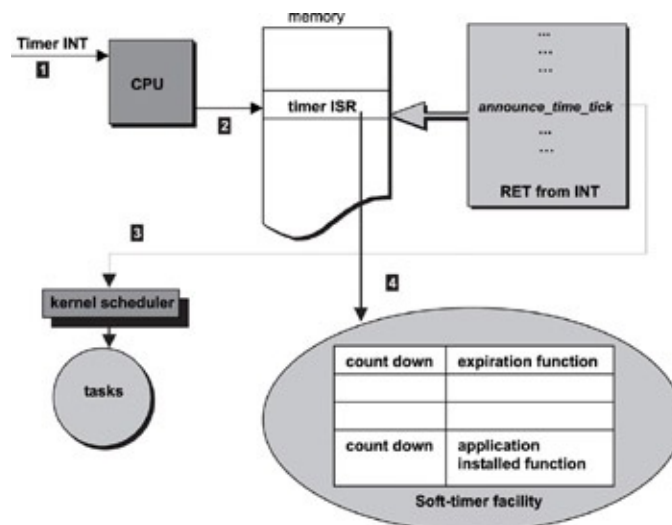 memory
Timer INT
1
CPU
2
timer ISR
...
...
...
announce_time_tick
...
...
RET from INT
3
kernel scheduler
tasks
4
count down
expiration function
count down
application
installed function
Soft-timer facility